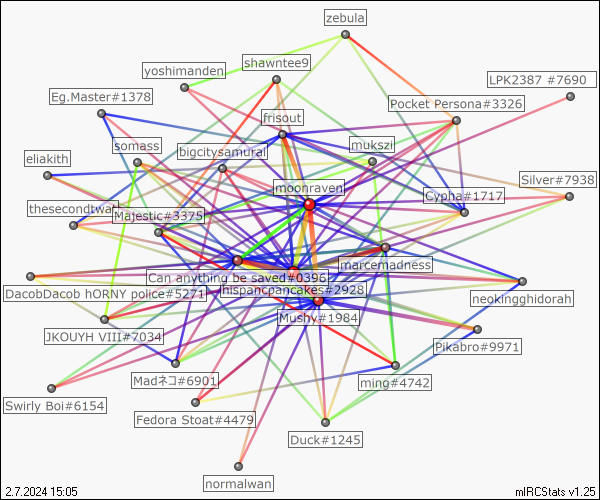 zebula
shawntee9
yoshimanden
LPK2387 #7690
Eg.Master#1378
Pocket Persona#3326
frisout
somass
mukszi
bigcitysamurai
eliakith
Silver#7938
moonraven
Cypha#1717
thesecondtwan
Majestic#3375
marcemadness
Can anything be saved#0396
hispanicpancakes#2928
DacobDacob hORNY police#5271
neokingghidorah
Mushy#1984
JKOUYH VIII#7034
Pikabro#9971
Madネコ#6901
ming#4742
Swirly Boi#6154
Fedora Stoat#4479
Duck#1245
normalwan
2.7.2024 15:05
mIRCStats v1.25